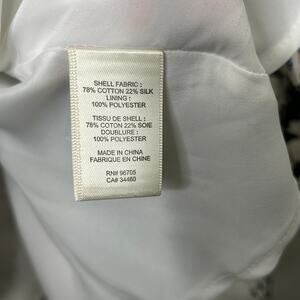 SHELL FABRIC :
78% COTTON 22% SILK
LINING :
100% POLYESTER
TISSU DE SHELL :
78% COTON 22% SOIE
DOUBLURE :
100% POLYESTER
MADE IN CHINA
FABRIQUE EN CHINE
RN# 96705
CA# 34460